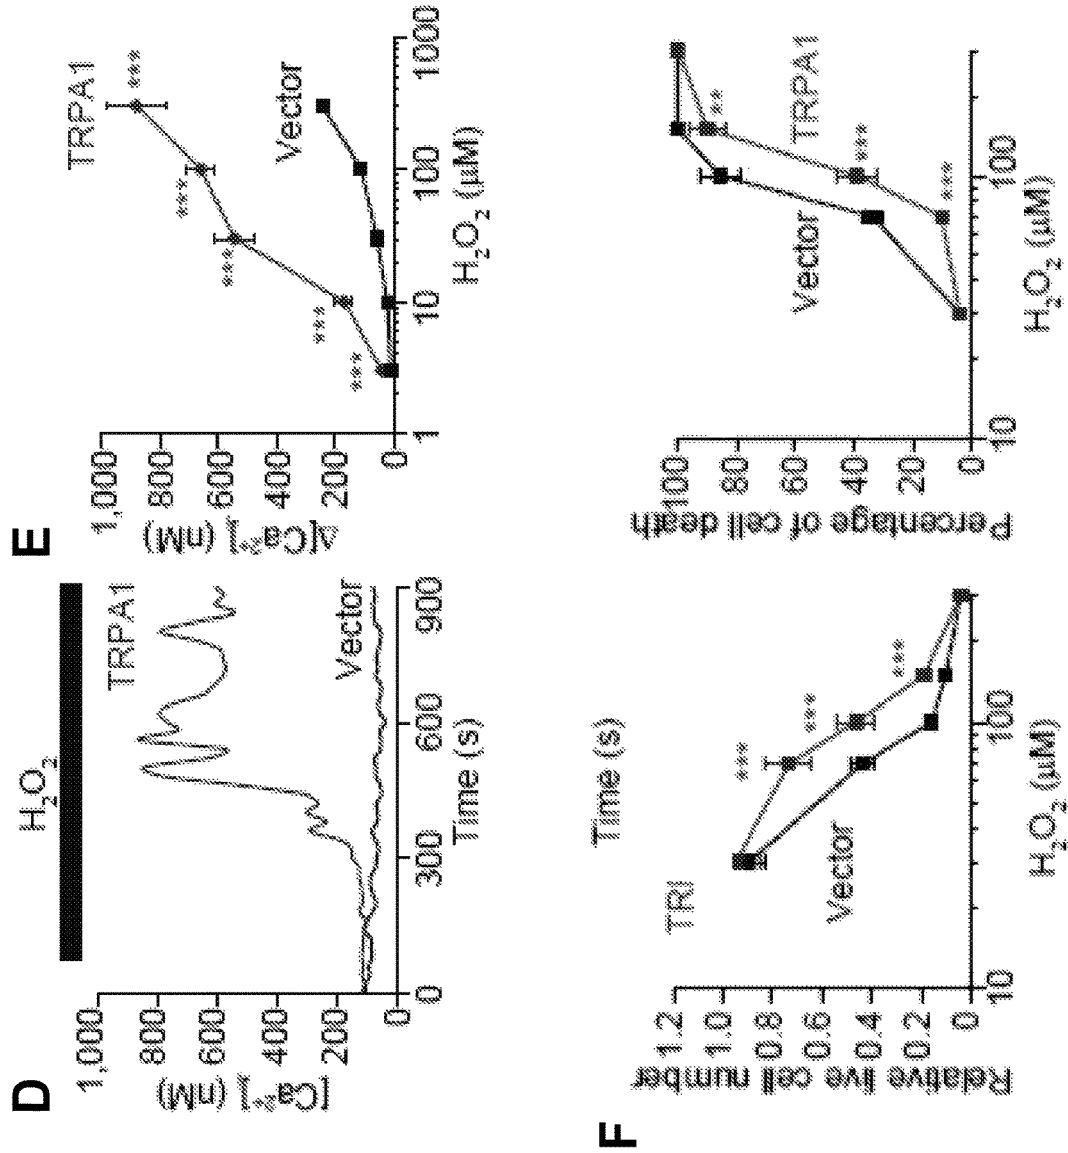 D
H₂O₂
[Ca²⁺]ᵢ (nM)
1,000
800
600
400
200
0
TRPA1
Vector
0 300 600 900
Time (s)
E
Δ[Ca²⁺]ᵢ (nM)
1,000
800
600
400
200
0
TRPA1
Vector
***
***
***
***
***
1 10 100 1000
H₂O₂ (µM)
F
Time (s)
Relative live cell number
1.2
1.0
0.8
0.6
0.4
0.2
0
TRI
Vector
***
***
***
10 100
H₂O₂ (µM)
Percentage of cell death
100
80
60
40
20
0
Vector
TRPA1
**
***
***
10 100
H₂O₂ (µM)